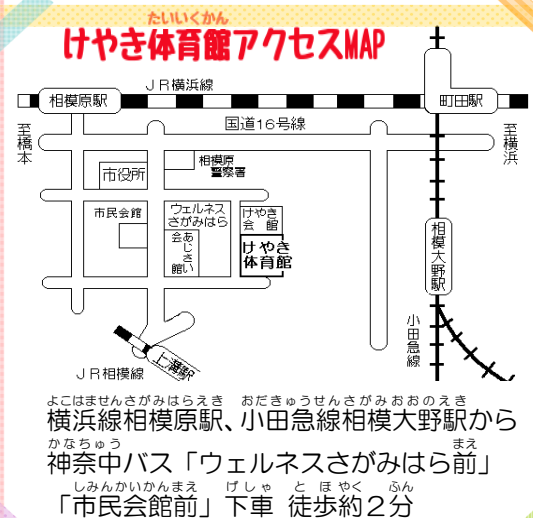 たいいくかん
けやき体育館アクセスMAP
JR横浜線
相模原駅
町田駅
国道16号線
至橋本
至横浜
市役所
相模原
警察署
市民会館
ウェルネス
さがみはら
けやき
会館
あじさい
会館
けやき
体育館
相模大野駅
小田急線
上溝駅
JR相模線
よこはませんさがみはらえき おだきゅうせんさがみおおのえき
横浜線相模原駅、小田急線相模大野駅から
かなちゅう まえ
神奈中バス「ウェルネスさがみはら前」
しみんかいかんまえ げしゃ とほやく ふん
「市民会館前」下車 徒歩約2分